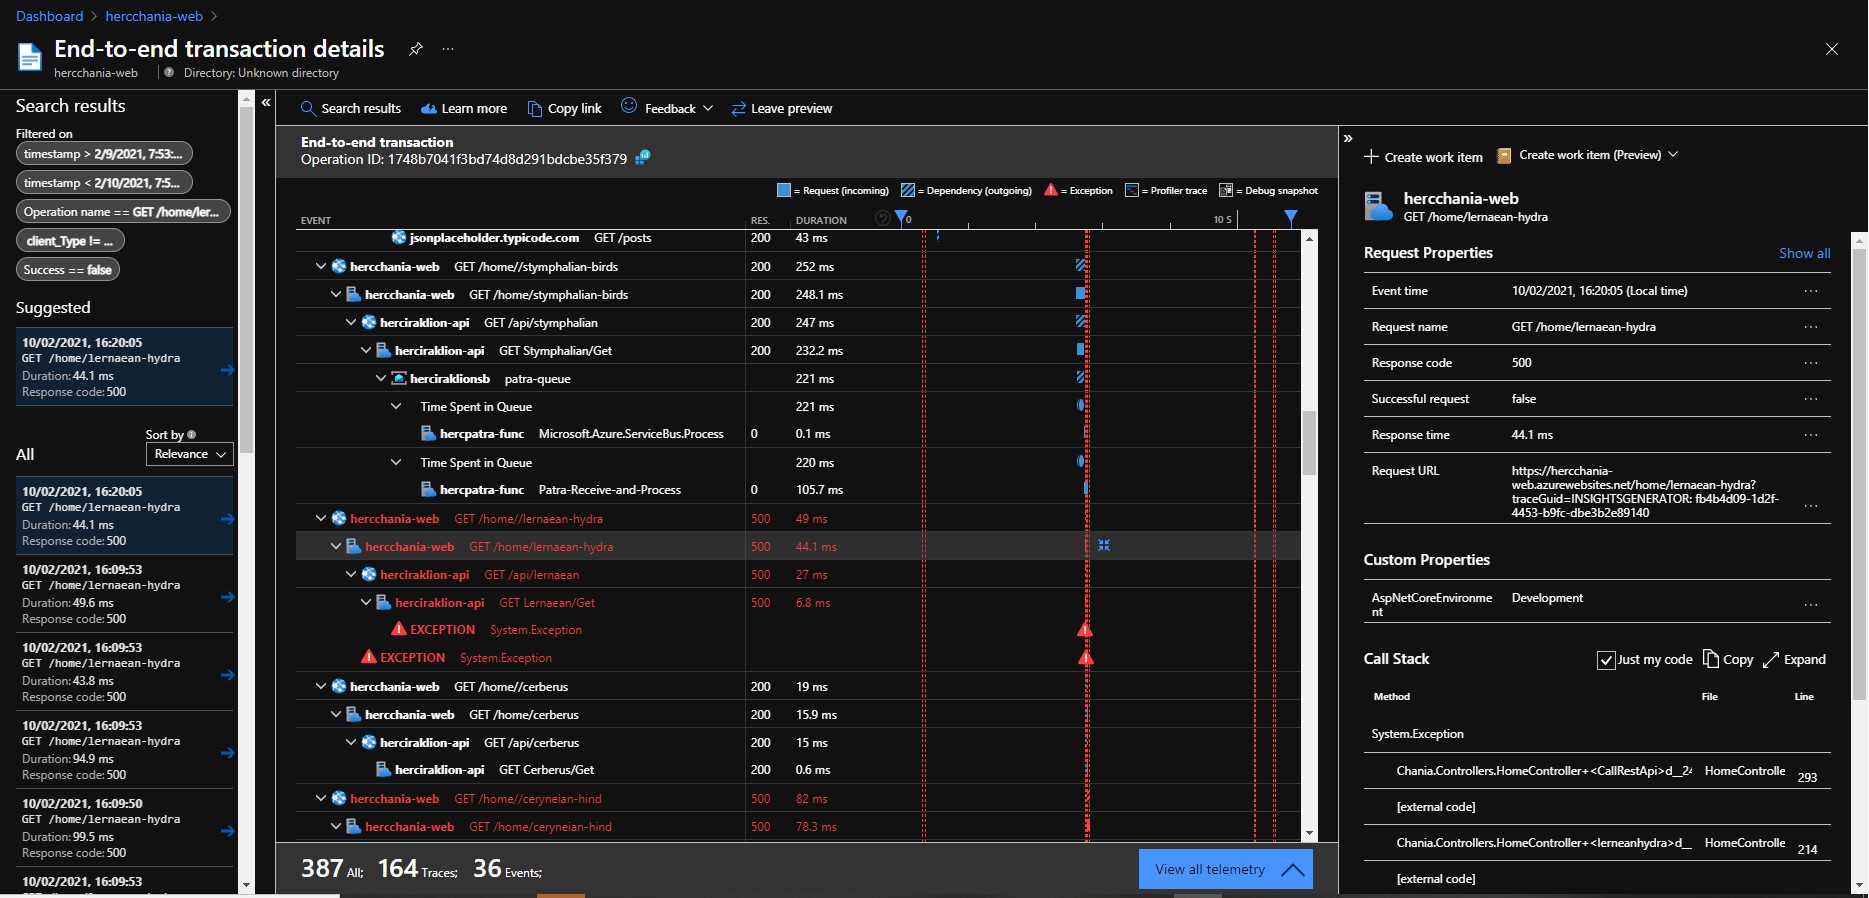 Dashboard > hercchania-web >
End-to-end transaction details
hercchania-web | Directory: Unknown directory
Search results
Filtered on
timestamp > 2/9/2021, 7:53:...
timestamp < 2/10/2021, 7:5...
Operation name == GET /home/ler...
client_Type != ...
Success == false
Suggested
10/02/2021, 16:20:05
GET /home/lernaean-hydra
Duration: 44.1 ms
Response code: 500
Sort by
All
Relevance
10/02/2021, 16:20:05
GET /home/lernaean-hydra
Duration: 44.1 ms
Response code: 500
10/02/2021, 16:09:53
GET /home/lernaean-hydra
Duration: 49.6 ms
Response code: 500
10/02/2021, 16:09:53
GET /home/lernaean-hydra
Duration: 43.8 ms
Response code: 500
10/02/2021, 16:09:53
GET /home/lernaean-hydra
Duration: 94.9 ms
Response code: 500
10/02/2021, 16:09:50
GET /home/lernaean-hydra
Duration: 99.5 ms
Response code: 500
10/02/2021, 16:09:53
Search results Learn more Copy link Feedback Leave preview
End-to-end transaction
Operation ID: 1748b7041f3bd74d8d291bdcbe35f379
= Request (incoming) = Dependency (outgoing) = Exception = Profiler trace = Debug snapshot
EVENT RES. DURATION 0 10 S
jsonplaceholder.typicode.com GET /posts 200 43 ms
hercchania-web GET /home//stymphalian-birds 200 252 ms
hercchania-web GET /home/stymphalian-birds 200 248.1 ms
herciraklion-api GET /api/stymphalian 200 247 ms
herciraklion-api GET Stymphalian/Get 200 232.2 ms
herciraklionsb patra-queue 221 ms
Time Spent in Queue 221 ms
hercpatra-func Microsoft.Azure.ServiceBus.Process 0 0.1 ms
Time Spent in Queue 220 ms
hercpatra-func Patra-Receive-and-Process 0 105.7 ms
hercchania-web GET /home//lernaean-hydra 500 49 ms
hercchania-web GET /home/lernaean-hydra 500 44.1 ms
herciraklion-api GET /api/lernaean 500 27 ms
herciraklion-api GET Lernaean/Get 500 6.8 ms
EXCEPTION System.Exception
EXCEPTION System.Exception
hercchania-web GET /home//cerberus 200 19 ms
hercchania-web GET /home/cerberus 200 15.9 ms
herciraklion-api GET /api/cerberus 200 15 ms
herciraklion-api GET Cerberus/Get 200 0.6 ms
hercchania-web GET /home//ceryneian-hind 500 82 ms
hercchania-web GET /home/ceryneian-hind 500 78.3 ms
387 All; 164 Traces; 36 Events;
View all telemetry
Create work item Create work item (Preview)
hercchania-web
GET /home/lernaean-hydra
Request Properties Show all
Event time 10/02/2021, 16:20:05 (Local time) ...
Request name GET /home/lernaean-hydra ...
Response code 500 ...
Successful request false ...
Response time 44.1 ms ...
Request URL https://hercchania-
web.azurewebsites.net/home/lernaean-hydra?
traceGuid=INSIGHTSGENERATOR: fb4b4d09-1d2f-
4453-b9fc-dbe3b2e89140 ...
Custom Properties
AspNetCoreEnvironme Development
nt ...
Call Stack Just my code Copy Expand
Method File Line
System.Exception
Chania.Controllers.HomeController+<CallRestApi>d__24 HomeControlle 293
[external code]
Chania.Controllers.HomeController+<lerneanhydra>d__ HomeControlle 214
[external code]